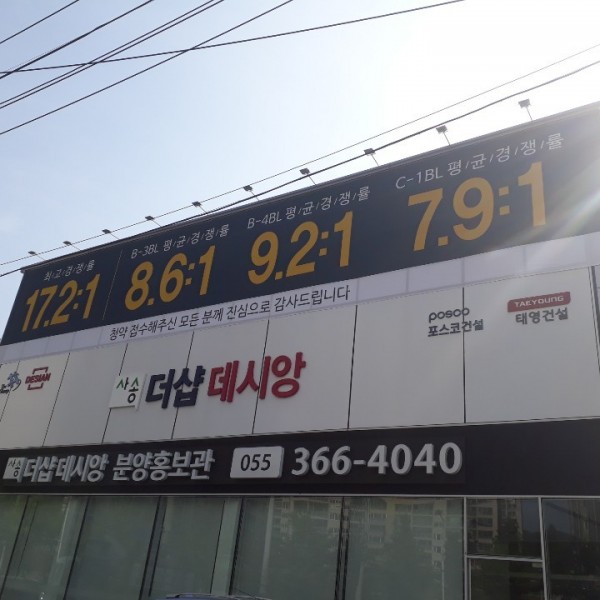 최/고/경/쟁/률
17.2:1
B-3BL 평/균/경/쟁/률
8.6:1
B-4BL 평/균/경/쟁/률
9.2:1
C-1BL 평/균/경/쟁/률
7.9:1
청약 접수해주신 모든 분께 진심으로 감사드립니다
posco
포스코건설
TAEYOUNG
태영건설
DESIAN
사송 더샵 데시앙
사송 더샵 데시앙 분양홍보관 055 366-4040